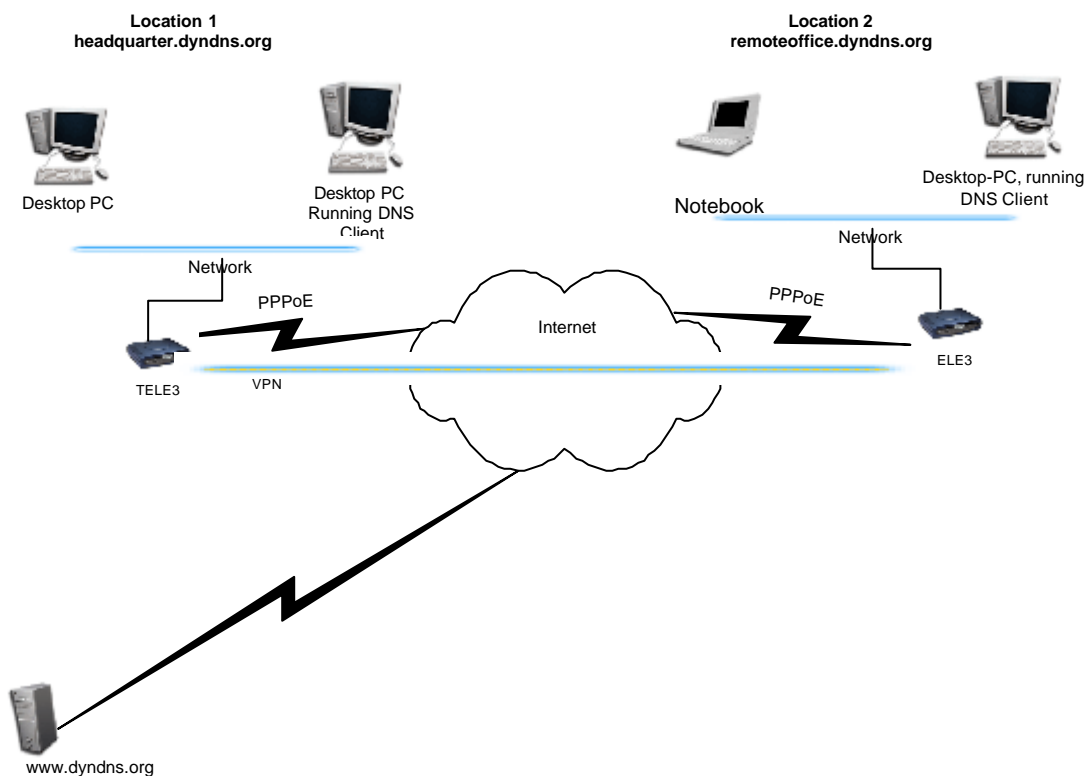 Location 1
headquarter.dyndns.org
Location 2
remoteoffice.dyndns.org
Desktop PC
Desktop PC
Running DNS
Client
Notebook
Desktop-PC, running
DNS Client
Network
Network
PPPoE
PPPoE
Internet
TELE3
VPN
ELE3
www.dyndns.org